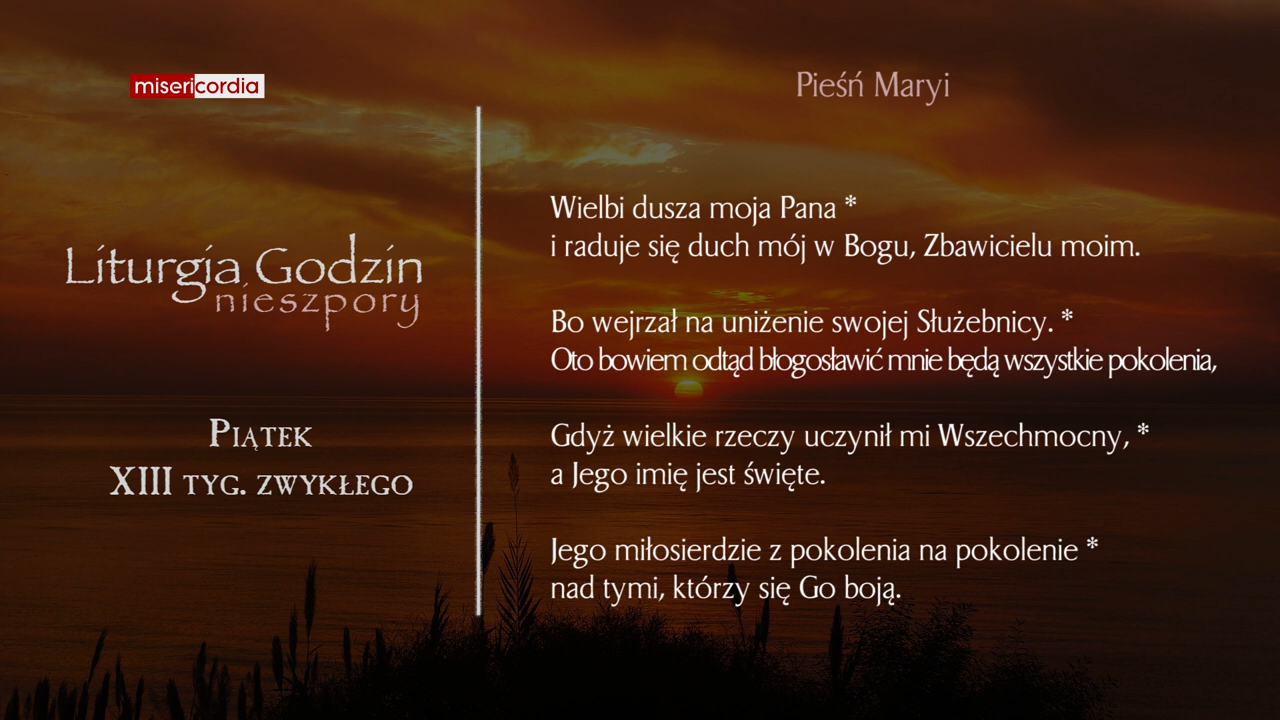 misericordia
Liturgia Godzin
nieszpory
Piątek
XIII tyg. zwykłego
Pieśń Maryi
Wielbi dusza moja Pana *
i raduje się duch mój w Bogu, Zbawicielu moim.
Bo wejrzał na uniżenie swojej Służebnicy. *
Oto bowiem odtąd błogosławić mnie będą wszystkie pokolenia,
Gdyż wielkie rzeczy uczynił mi Wszechmocny, *
a Jego imię jest święte.
Jego miłosierdzie z pokolenia na pokolenie *
nad tymi, którzy się Go boją.